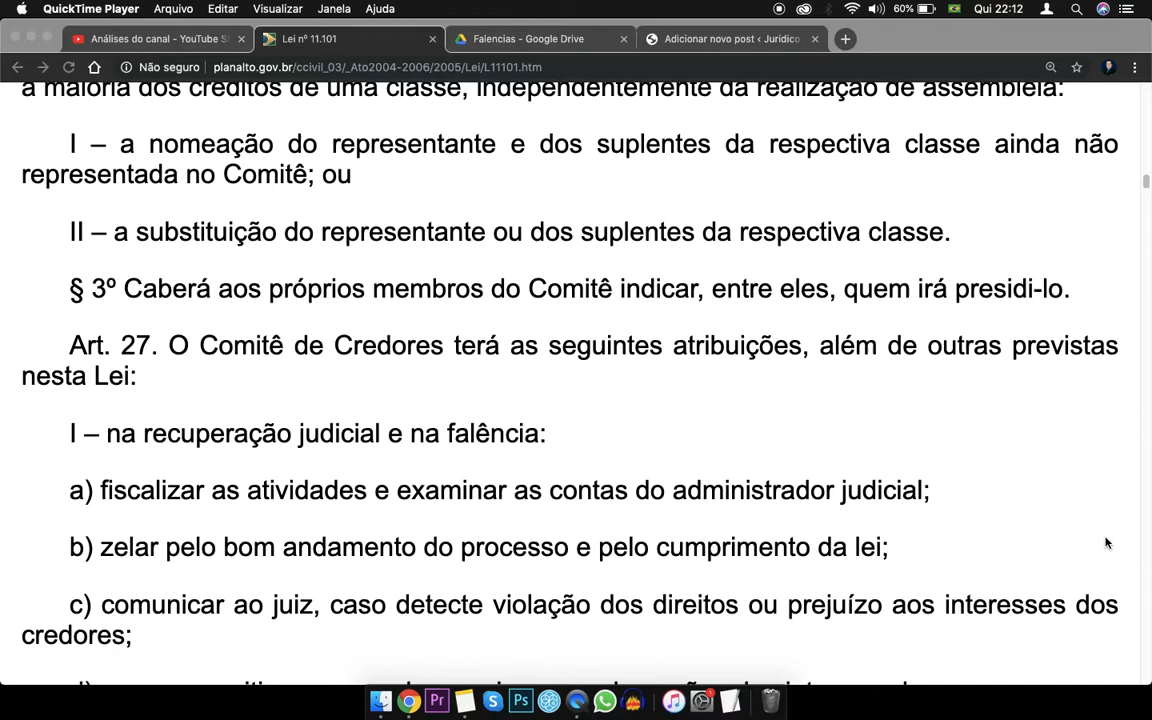 QuickTime Player Arquivo Editar Visualizar Janela Ajuda 60% Qui 22:12
Análises do canal - YouTube S Lei nº 11.101 Falencias - Google Drive Adicionar novo post ‹ Juridico
Não seguro planalto.gov.br/ccivil_03/_Ato2004-2006/2005/Lei/L11101.htm
a maioria dos créditos de uma classe, independentemente da realização de assembléia:
I – a nomeação do representante e dos suplentes da respectiva classe ainda não
representada no Comitê; ou
II – a substituição do representante ou dos suplentes da respectiva classe.
§ 3º Caberá aos próprios membros do Comitê indicar, entre eles, quem irá presidi-lo.
Art. 27. O Comitê de Credores terá as seguintes atribuições, além de outras previstas
nesta Lei:
I – na recuperação judicial e na falência:
a) fiscalizar as atividades e examinar as contas do administrador judicial;
b) zelar pelo bom andamento do processo e pelo cumprimento da lei;
c) comunicar ao juiz, caso detecte violação dos direitos ou prejuízo aos interesses dos
credores;
Pr Ps